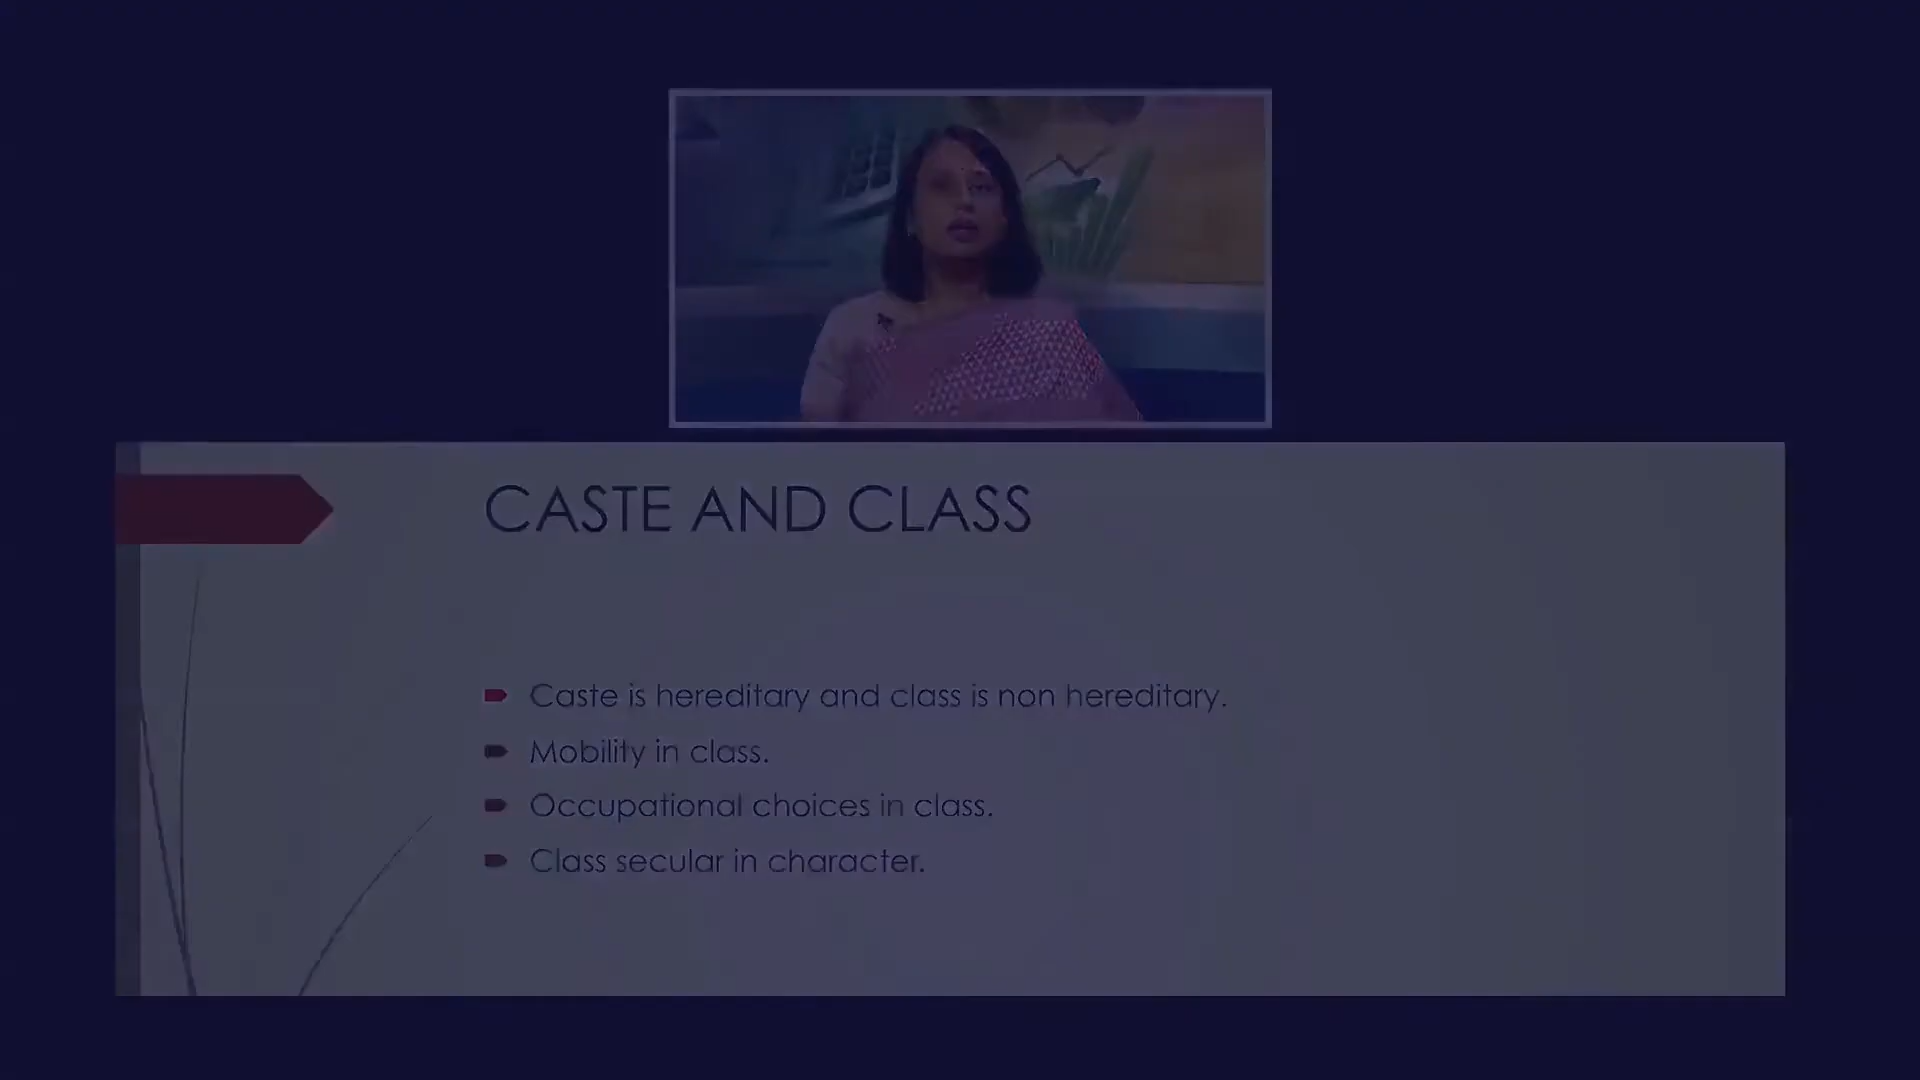 CASTE AND CLASS
Caste is hereditary and class is non hereditary.
Mobility in class.
Occupational choices in class.
Class secular in character.